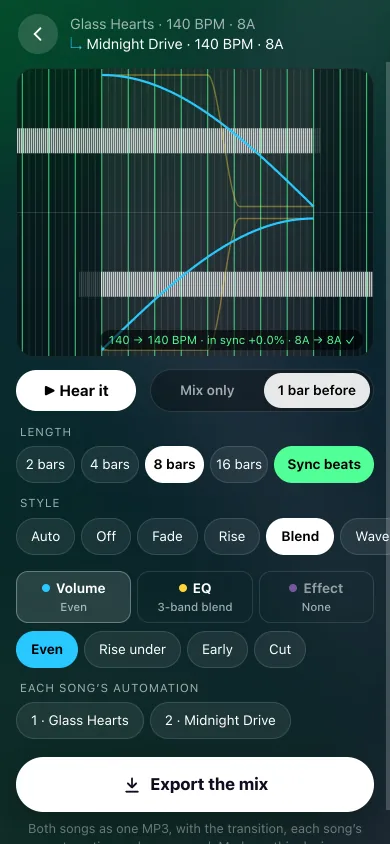 Glass Hearts · 140 BPM · 8A
Midnight Drive · 140 BPM · 8A
140 → 140 BPM · in sync +0.0% · 8A → 8A ✓
Hear it
Mix only
1 bar before
LENGTH
2 bars
4 bars
8 bars
16 bars
Sync beats
STYLE
Auto
Off
Fade
Rise
Blend
Wave
Volume
Even
EQ
3-band blend
Effect
None
Even
Rise under
Early
Cut
EACH SONG'S AUTOMATION
1 · Glass Hearts
2 · Midnight Drive
Export the mix
Both songs as one MP3, with the transition, each song's